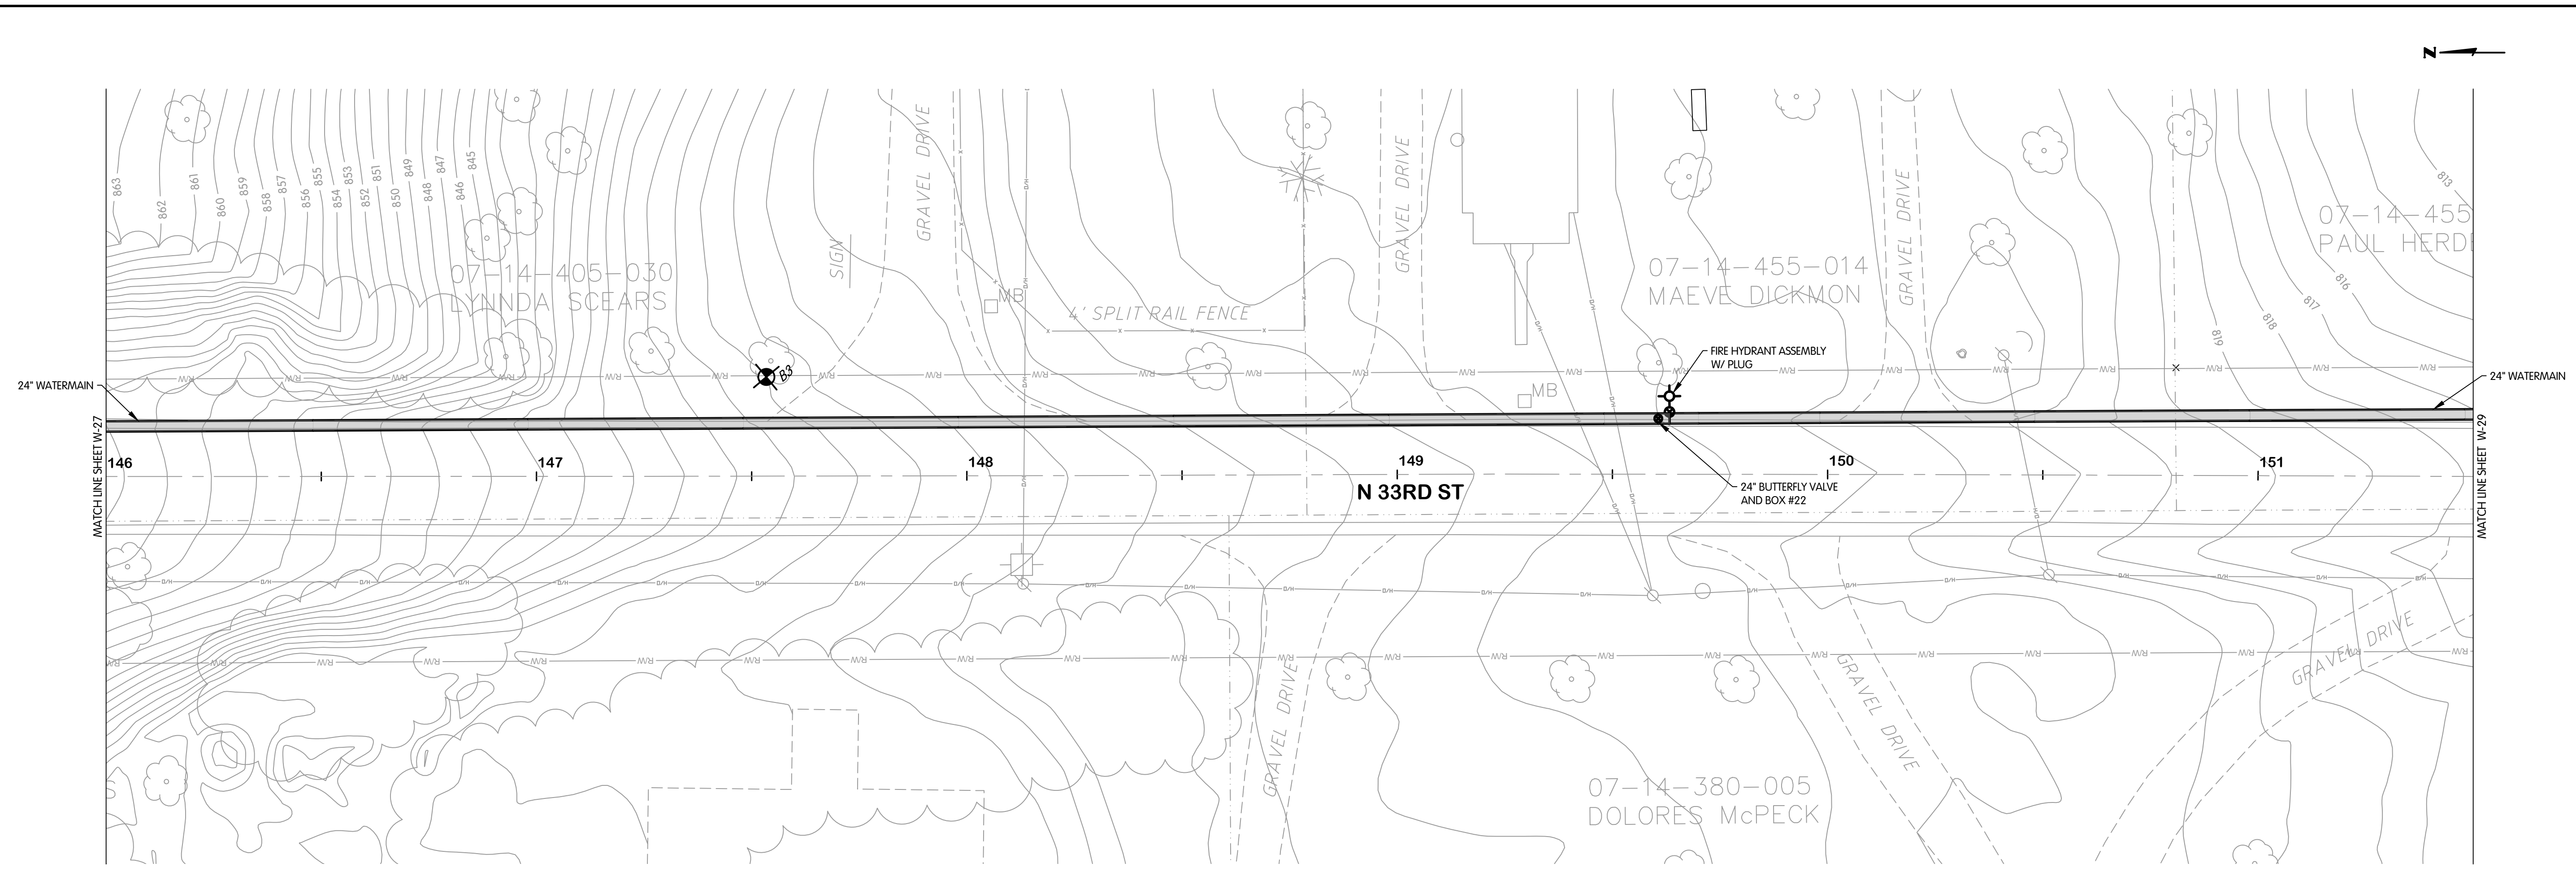 N
863
862
861
860
859
858
857
856
855
854
853
852
851
850
849
848
847
846
845
GRAVEL DRIVE
SIGN
07-14-405-030
LYNNDA SCEARS
MB
4' SPLIT RAIL FENCE
GRAVEL DRIVE
07-14-455-014
MAEVE DICKMON
GRAVEL DRIVE
813
07-14-455
PAUL HERDE
816
817
818
819
FIRE HYDRANT ASSEMBLY
W/ PLUG
MB
B3
24" WATERMAIN
24" WATERMAIN
R/W
MATCH LINE SHEET W-27
MATCH LINE SHEET W-29
146
147
148
149
150
151
N 33RD ST
24" BUTTERFLY VALVE
AND BOX #22
GRAVEL DRIVE
GRAVEL DRIVE
GRAVEL DRIVE
07-14-380-005
DOLORES McPECK